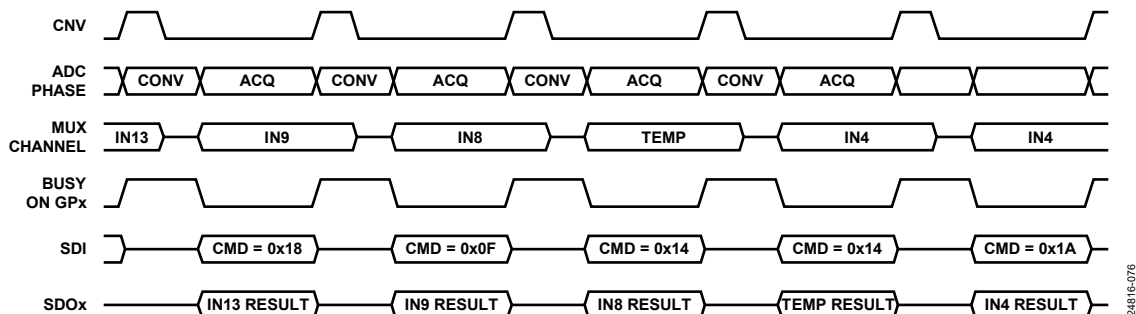 CNV
ADC
PHASE
CONV ACQ CONV ACQ CONV ACQ CONV ACQ
MUX
CHANNEL
IN13 IN9 IN8 TEMP IN4 IN4
BUSY
ON GPx
SDI
CMD = 0x18 CMD = 0x0F CMD = 0x14 CMD = 0x14 CMD = 0x1A
SDOx
IN13 RESULT IN9 RESULT IN8 RESULT TEMP RESULT IN4 RESULT
24816-076